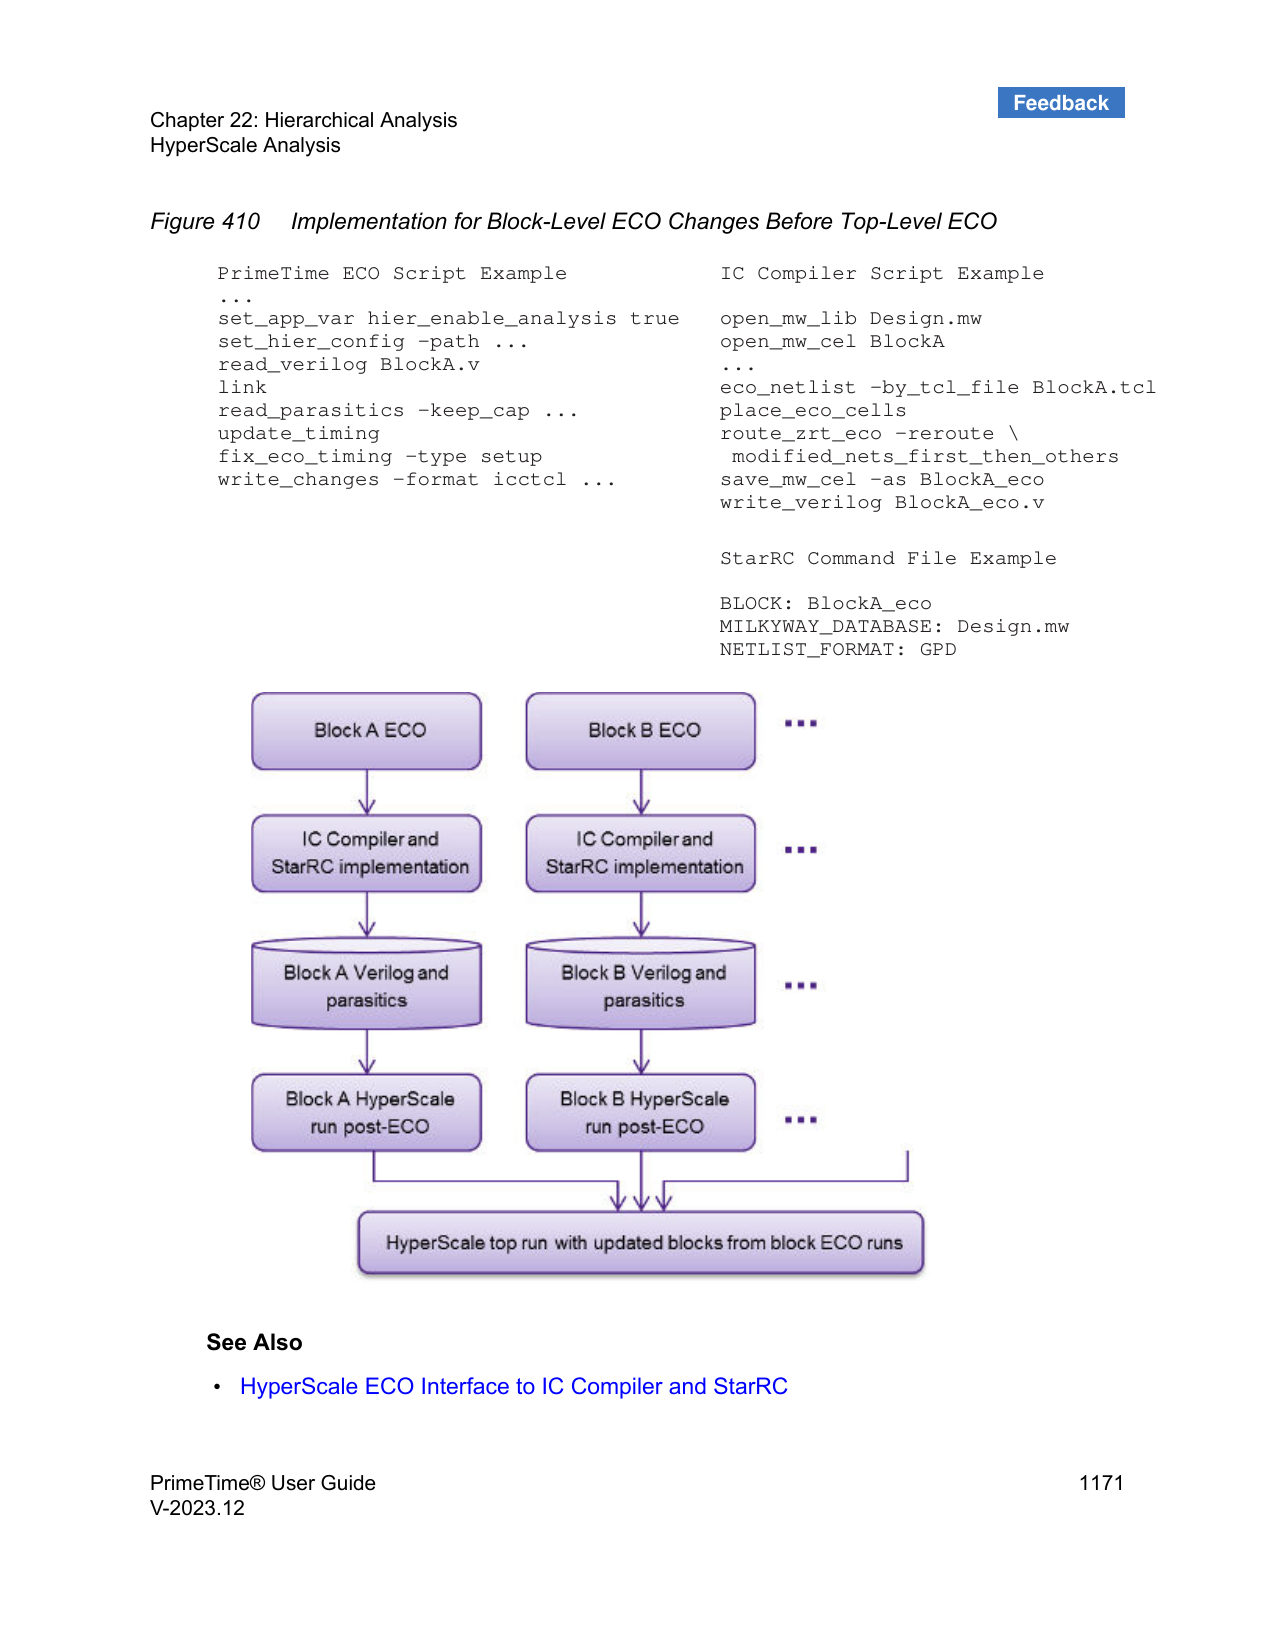 Feedback
Chapter 22: Hierarchical Analysis
HyperScale Analysis
Figure 410 Implementation for Block-Level ECO Changes Before Top-Level ECO
PrimeTime ECO Script Example
...
set_app_var hier_enable_analysis true
set_hier_config -path ...
read_verilog BlockA.v
link
read_parasitics -keep_cap ...
update_timing
fix_eco_timing -type setup
write_changes -format icctcl ...
IC Compiler Script Example
open_mw_lib Design.mw
open_mw_cel BlockA
...
eco_netlist -by_tcl_file BlockA.tcl
place_eco_cells
route_zrt_eco -reroute \
modified_nets_first_then_others
save_mw_cel -as BlockA_eco
write_verilog BlockA_eco.v
StarRC Command File Example
BLOCK: BlockA_eco
MILKYWAY_DATABASE: Design.mw
NETLIST_FORMAT: GPD
Block A ECO
Block B ECO
...
IC Compiler and
StarRC implementation
IC Compiler and
StarRC implementation
...
Block A Verilog and
parasitics
Block B Verilog and
parasitics
...
Block A HyperScale
run post-ECO
Block B HyperScale
run post-ECO
...
HyperScale top run with updated blocks from block ECO runs
See Also
• HyperScale ECO Interface to IC Compiler and StarRC
PrimeTime® User Guide
V-2023.12
1171